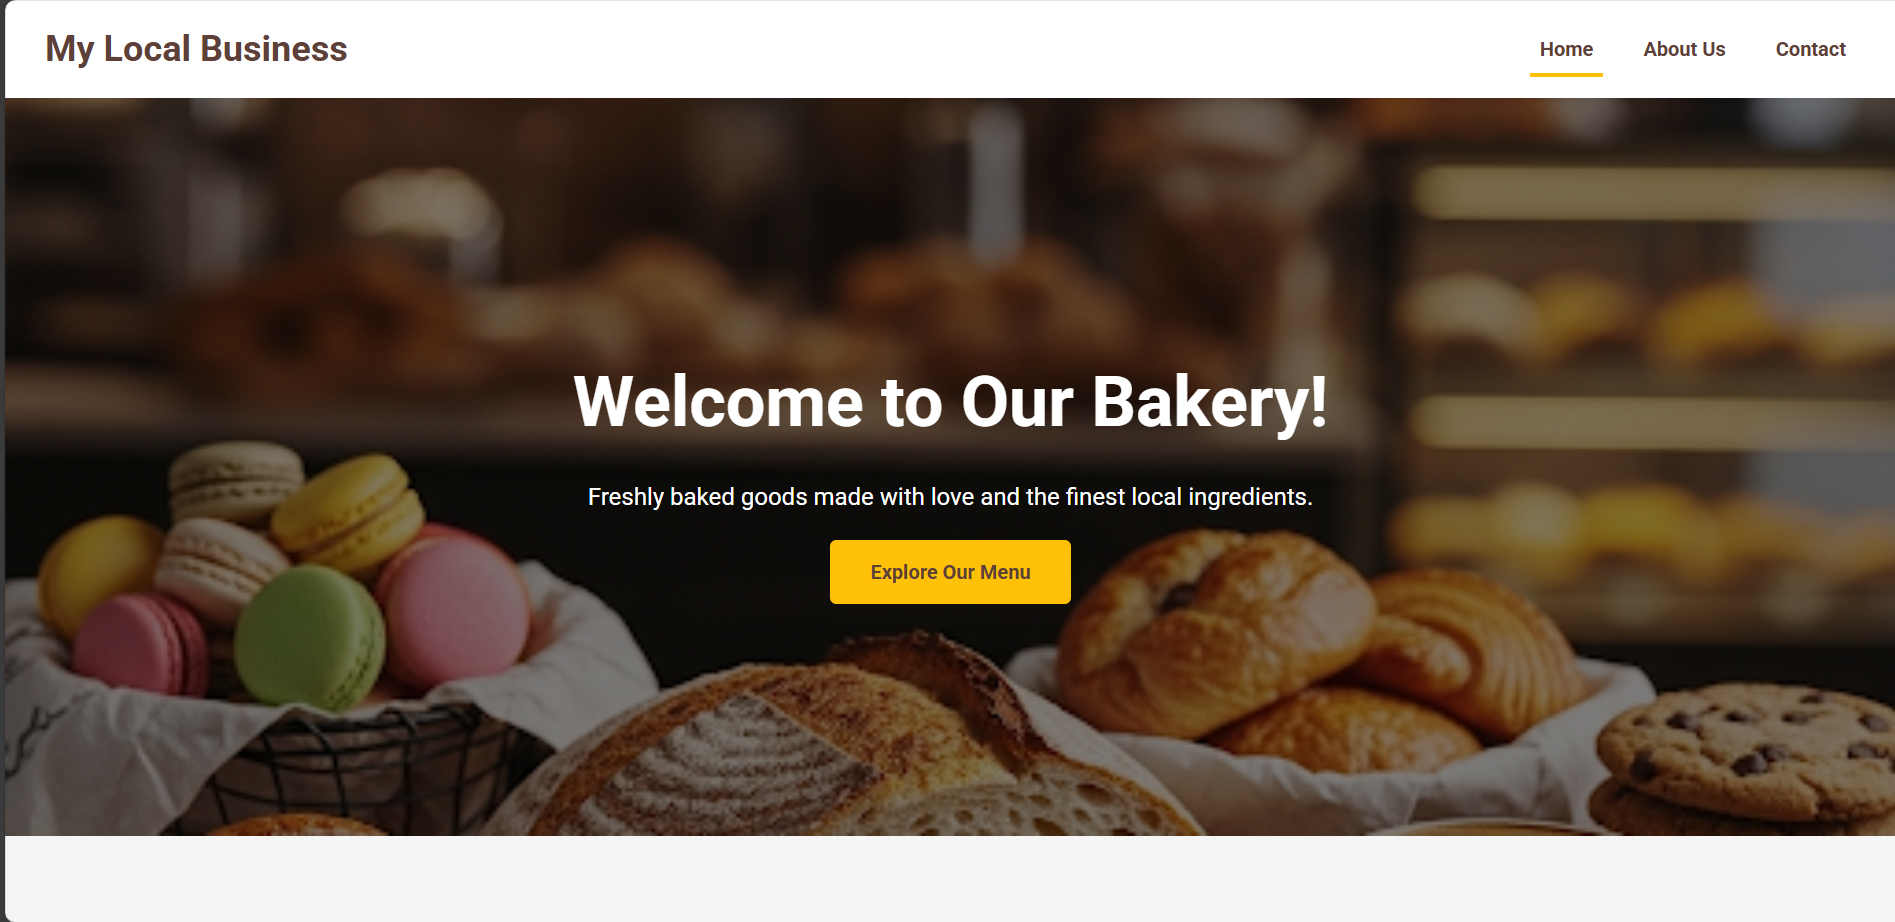 My Local Business
Home About Us Contact
Welcome to Our Bakery!
Freshly baked goods made with love and the finest local ingredients.
Explore Our Menu